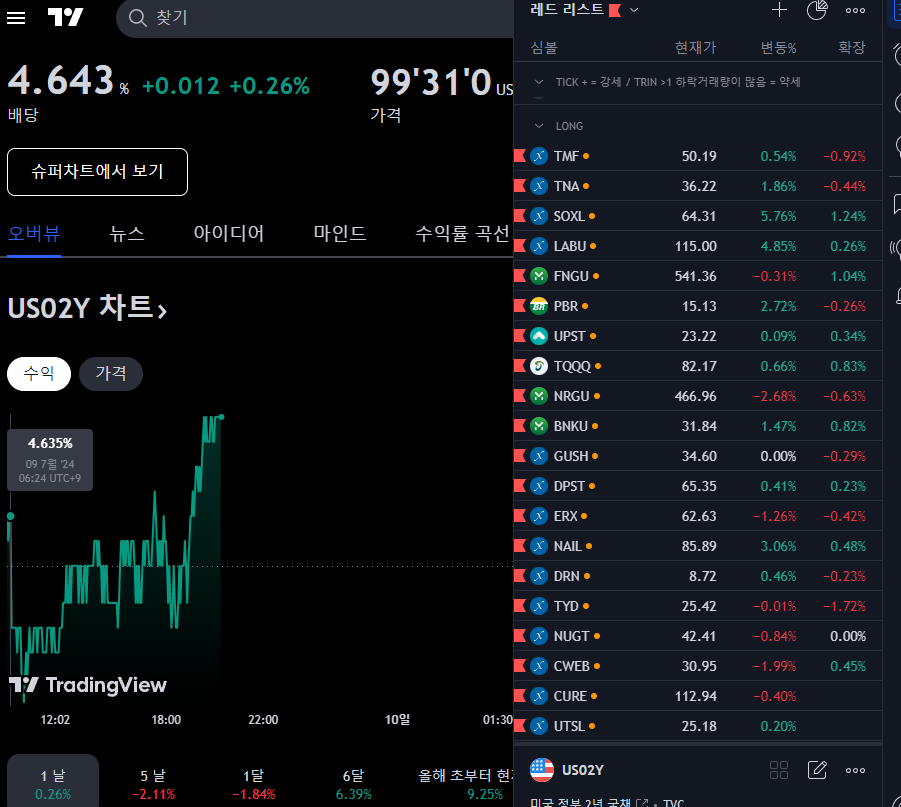 찾기
4.643 % +0.012 +0.26%
배당
99'31'0 US
가격
슈퍼차트에서 보기
오버뷰 뉴스 아이디어 마인드 수익률 곡선
US02Y 차트 ›
수익 가격
4.635%
09 7월 '24
06:24 UTC+9
TradingView
12:02 18:00 22:00 10일 01:30
1 날 5 날 1달 6달 올해 초부터 현지
0.26% −2.11% −1.84% 6.39% 9.25%
레드 리스트
심볼 현재가 변동% 확장
TICK + = 강세 / TRIN >1 하락거래량이 많음 = 약세
LONG
TMF 50.19 0.54% −0.92%
TNA 36.22 1.86% −0.44%
SOXL 64.31 5.76% 1.24%
LABU 115.00 4.85% 0.26%
FNGU 541.36 −0.31% 1.04%
PBR 15.13 2.72% −0.26%
UPST 23.22 0.09% 0.34%
TQQQ 82.17 0.66% 0.83%
NRGU 466.96 −2.68% −0.63%
BNKU 31.84 1.47% 0.82%
GUSH 34.60 0.00% −0.29%
DPST 65.35 0.41% 0.23%
ERX 62.63 −1.26% −0.42%
NAIL 85.89 3.06% 0.48%
DRN 8.72 0.46% −0.23%
TYD 25.42 −0.01% −1.72%
NUGT 42.41 −0.84% 0.00%
CWEB 30.95 −1.99% 0.45%
CURE 112.94 −0.40%
UTSL 25.18 0.20%
US02Y
미국 정부 2년 국채 • TVC